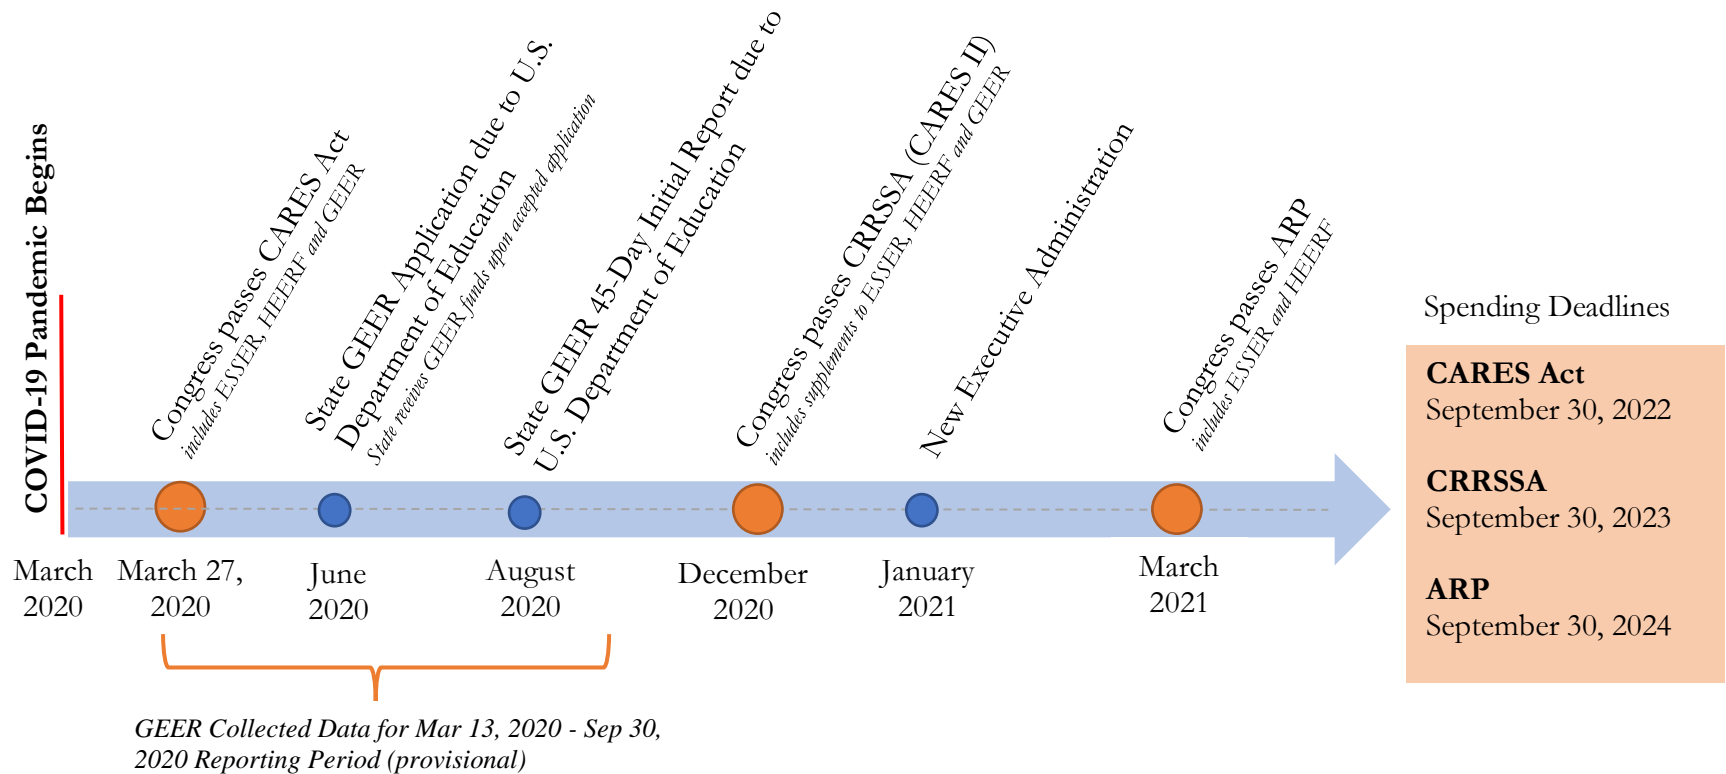 COVID-19 Pandemic Begins
Congress passes CARES Act
includes ESSER, HEERF and GEER
State GEER Application due to U.S.
Department of Education
State receives GEER funds upon accepted application
State GEER 45-Day Initial Report due to
U.S. Department of Education
Congress passes CRRSSA (CARES II)
includes supplements to ESSER, HEERF and GEER
New Executive Administration
Congress passes ARP
includes ESSER and HEERF
March
2020
March 27,
2020
June
2020
August
2020
December
2020
January
2021
March
2021
GEER Collected Data for Mar 13, 2020 - Sep 30,
2020 Reporting Period (provisional)
Spending Deadlines
CARES Act
September 30, 2022
CRRSSA
September 30, 2023
ARP
September 30, 2024